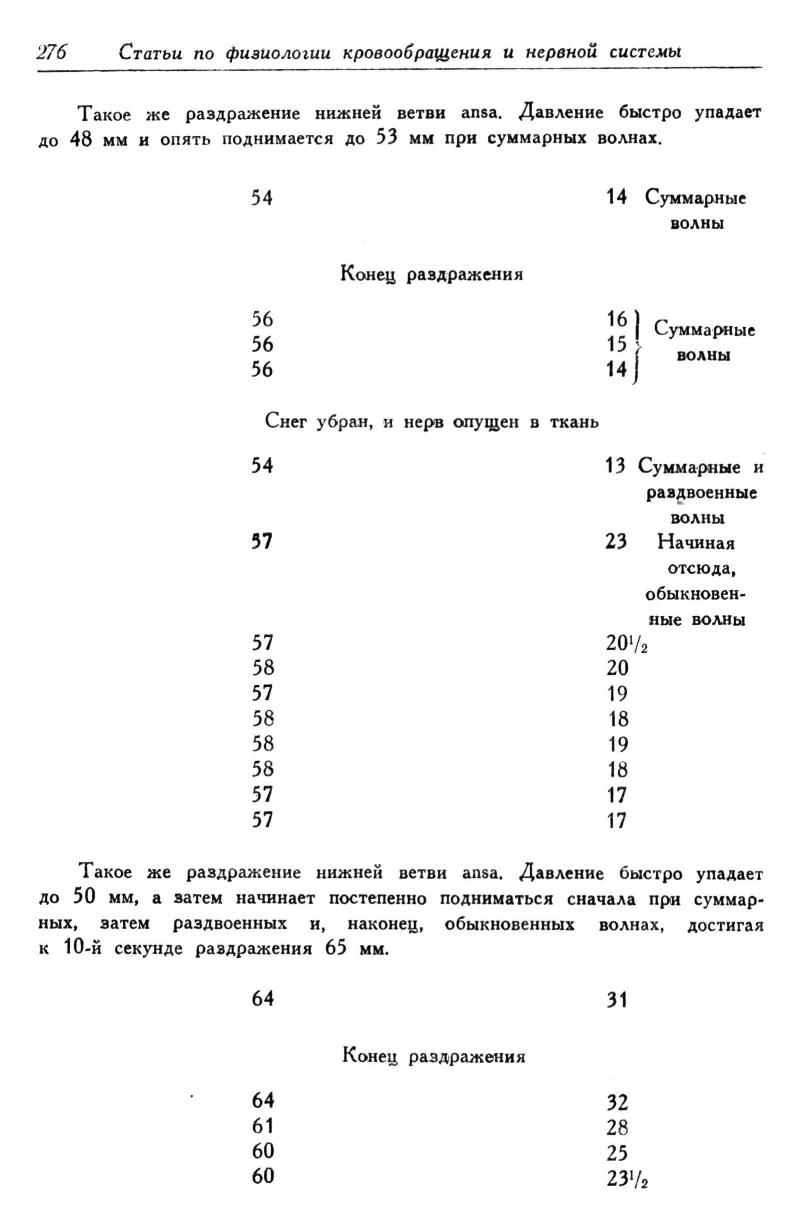 276 Статьи по физиологии кровообращения и нервной системы
Такое же раздражение нижней ветви ansa. Давление быстро упадает
до 48 мм и опять поднимается до 53 мм при суммарных волнах.
54 14 Суммарные
волны
Конец раздражения
56 16 Суммарные
56 15 волны
56 14
Снег убран, и нерв опущен в ткань
54 13 Суммарные и
раздвоенные
волны
57 23 Начиная
отсюда,
обыкновен-
ные волны
57 20 1/2
58 20
57 19
58 18
58 19
58 18
57 17
57 17
Такое же раздражение нижней ветви ansa. Давление быстро упадает
до 50 мм, а затем начинает постепенно подниматься сначала при суммар-
ных, затем раздвоенных и, наконец, обыкновенных волнах, достигая
к 10-й секунде раздражения 65 мм.
64 31
Конец раздражения
64 32
61 28
60 25
60 23 1/2